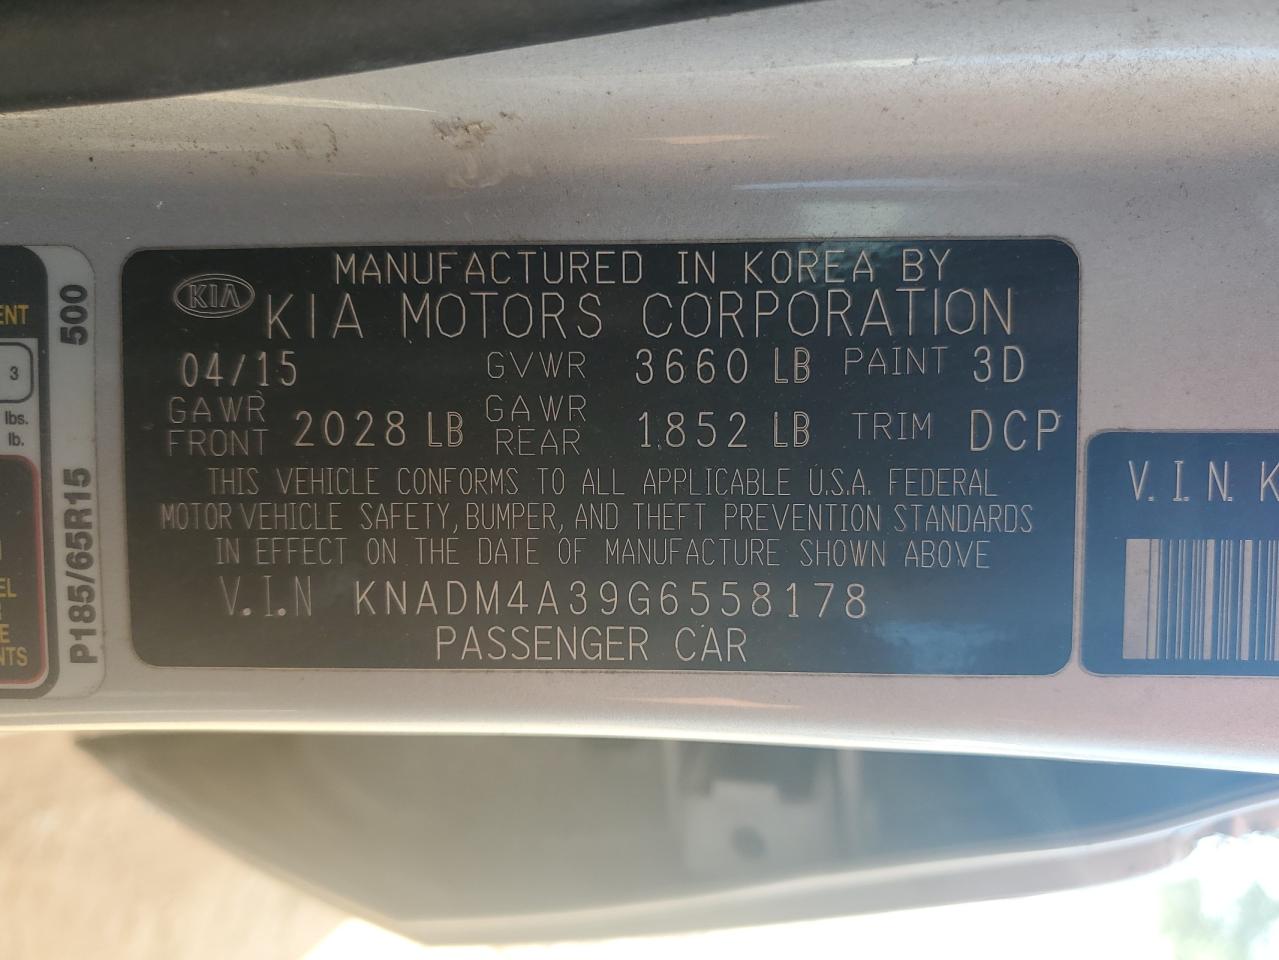 MANUFACTURED IN KOREA BY
KIA KIA MOTORS CORPORATION
04/15 GVWR 3660 LB PAINT 3D
GAWR FRONT 2028 LB GAWR REAR 1852 LB TRIM DCP
THIS VEHICLE CONFORMS TO ALL APPLICABLE U.S.A. FEDERAL
MOTOR VEHICLE SAFETY, BUMPER, AND THEFT PREVENTION STANDARDS
IN EFFECT ON THE DATE OF MANUFACTURE SHOWN ABOVE
V.I.N KNADM4A39G6558178
PASSENGER CAR
P185/65R15 500
3
lbs.
lb.
V.I.N. K